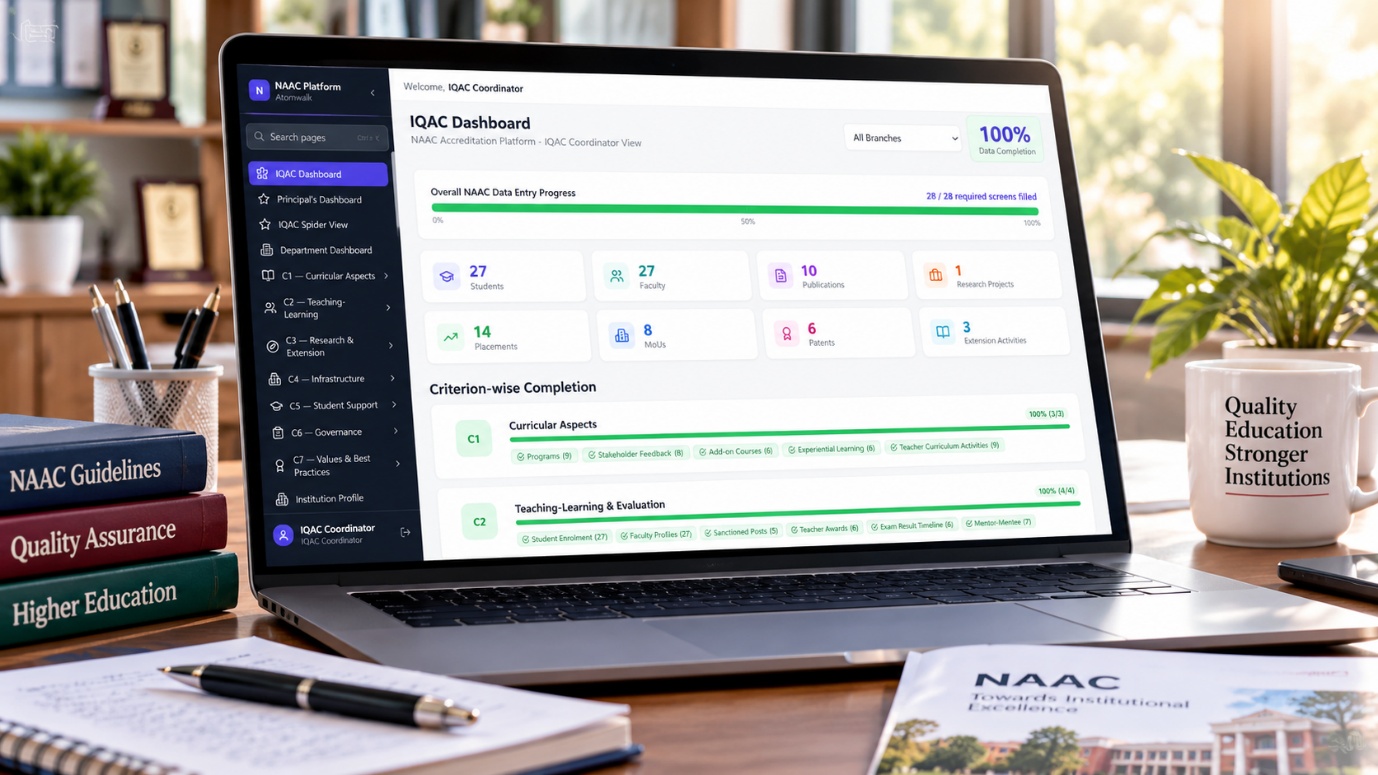 N
NAAC Platform
Atomwalk
Search pages
Ctrl+K
IQAC Dashboard
Principal's Dashboard
IQAC Spider View
Department Dashboard
C1 — Curricular Aspects
C2 — Teaching-
Learning
C3 — Research &
Extension
C4 — Infrastructure
C5 — Student Support
C6 — Governance
C7 — Values & Best
Practices
Institution Profile
IQAC Coordinator
IQAC Coordinator
Welcome, IQAC Coordinator
IQAC Dashboard
NAAC Accreditation Platform - IQAC Coordinator View
All Branches
100%
Data Completion
Overall NAAC Data Entry Progress
28 / 28 required screens filled
0%
50%
100%
27
Students
27
Faculty
10
Publications
1
Research Projects
14
Placements
8
MoUs
6
Patents
3
Extension Activities
Criterion-wise Completion
C1
Curricular Aspects
100% (3/3)
Programs (9)
Stakeholder Feedback (8)
Add-on Courses (6)
Experiential Learning (6)
Teacher Curriculum Activities (9)
C2
Teaching-Learning & Evaluation
100% (4/4)
Student Enrolment (27)
Faculty Profiles (27)
Sanctioned Posts (5)
Teacher Awards (6)
Exam Result Timeline (6)
Mentor-Mentee (7)
NAAC Guidelines
Quality Assurance
Higher Education
Quality
Education
Stronger
Institutions
NAAC
Towards Institutional
Excellence